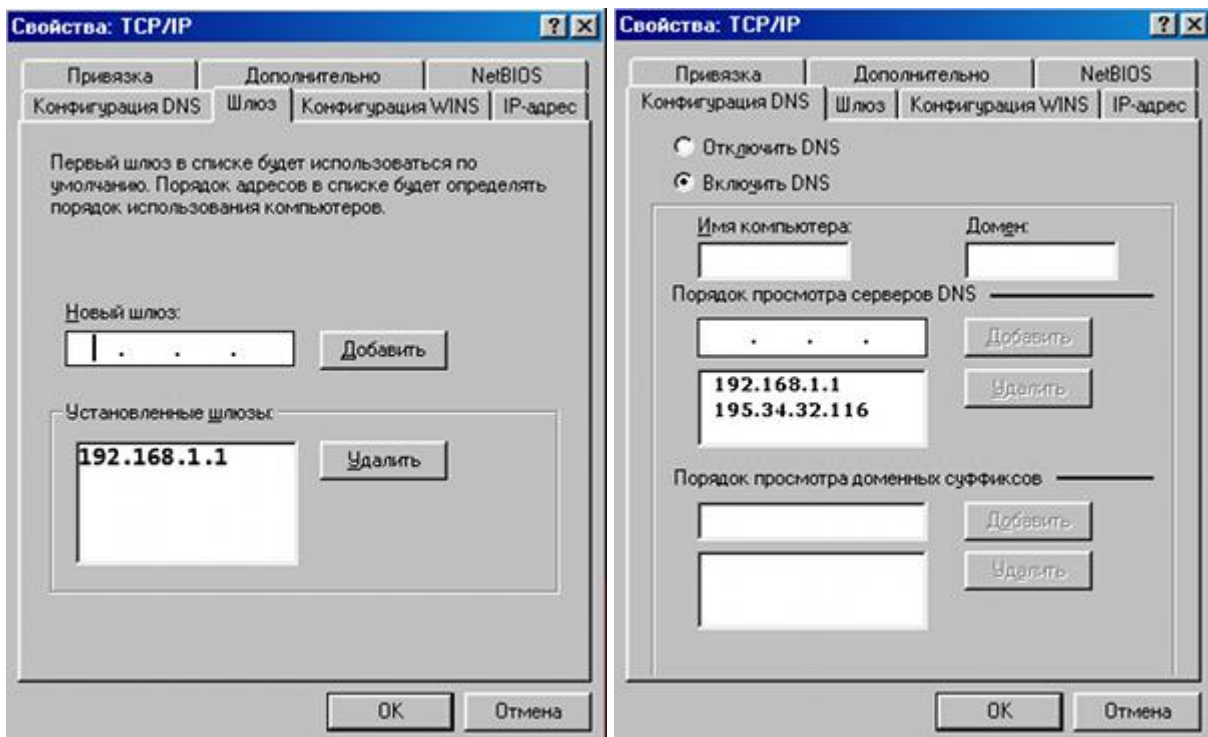 Свойства: TCP/IP
Привязка Дополнительно NetBIOS
Конфигурация DNS Шлюз Конфигурация WINS IP-адрес
Первый шлюз в списке будет использоваться по
умолчанию. Порядок адресов в списке будет определять
порядок использования компьютеров.
Новый шлюз:
. . .
Добавить
Установленные шлюзы:
192.168.1.1
Удалить
OK Отмена
Свойства: TCP/IP
Привязка Дополнительно NetBIOS
Конфигурация DNS Шлюз Конфигурация WINS IP-адрес
Отключить DNS
Включить DNS
Имя компьютера: Домен:
Порядок просмотра серверов DNS
. . .
Добавить
192.168.1.1
195.34.32.116
Удалить
Порядок просмотра доменных суффиксов
Добавить
Удалить
OK Отмена